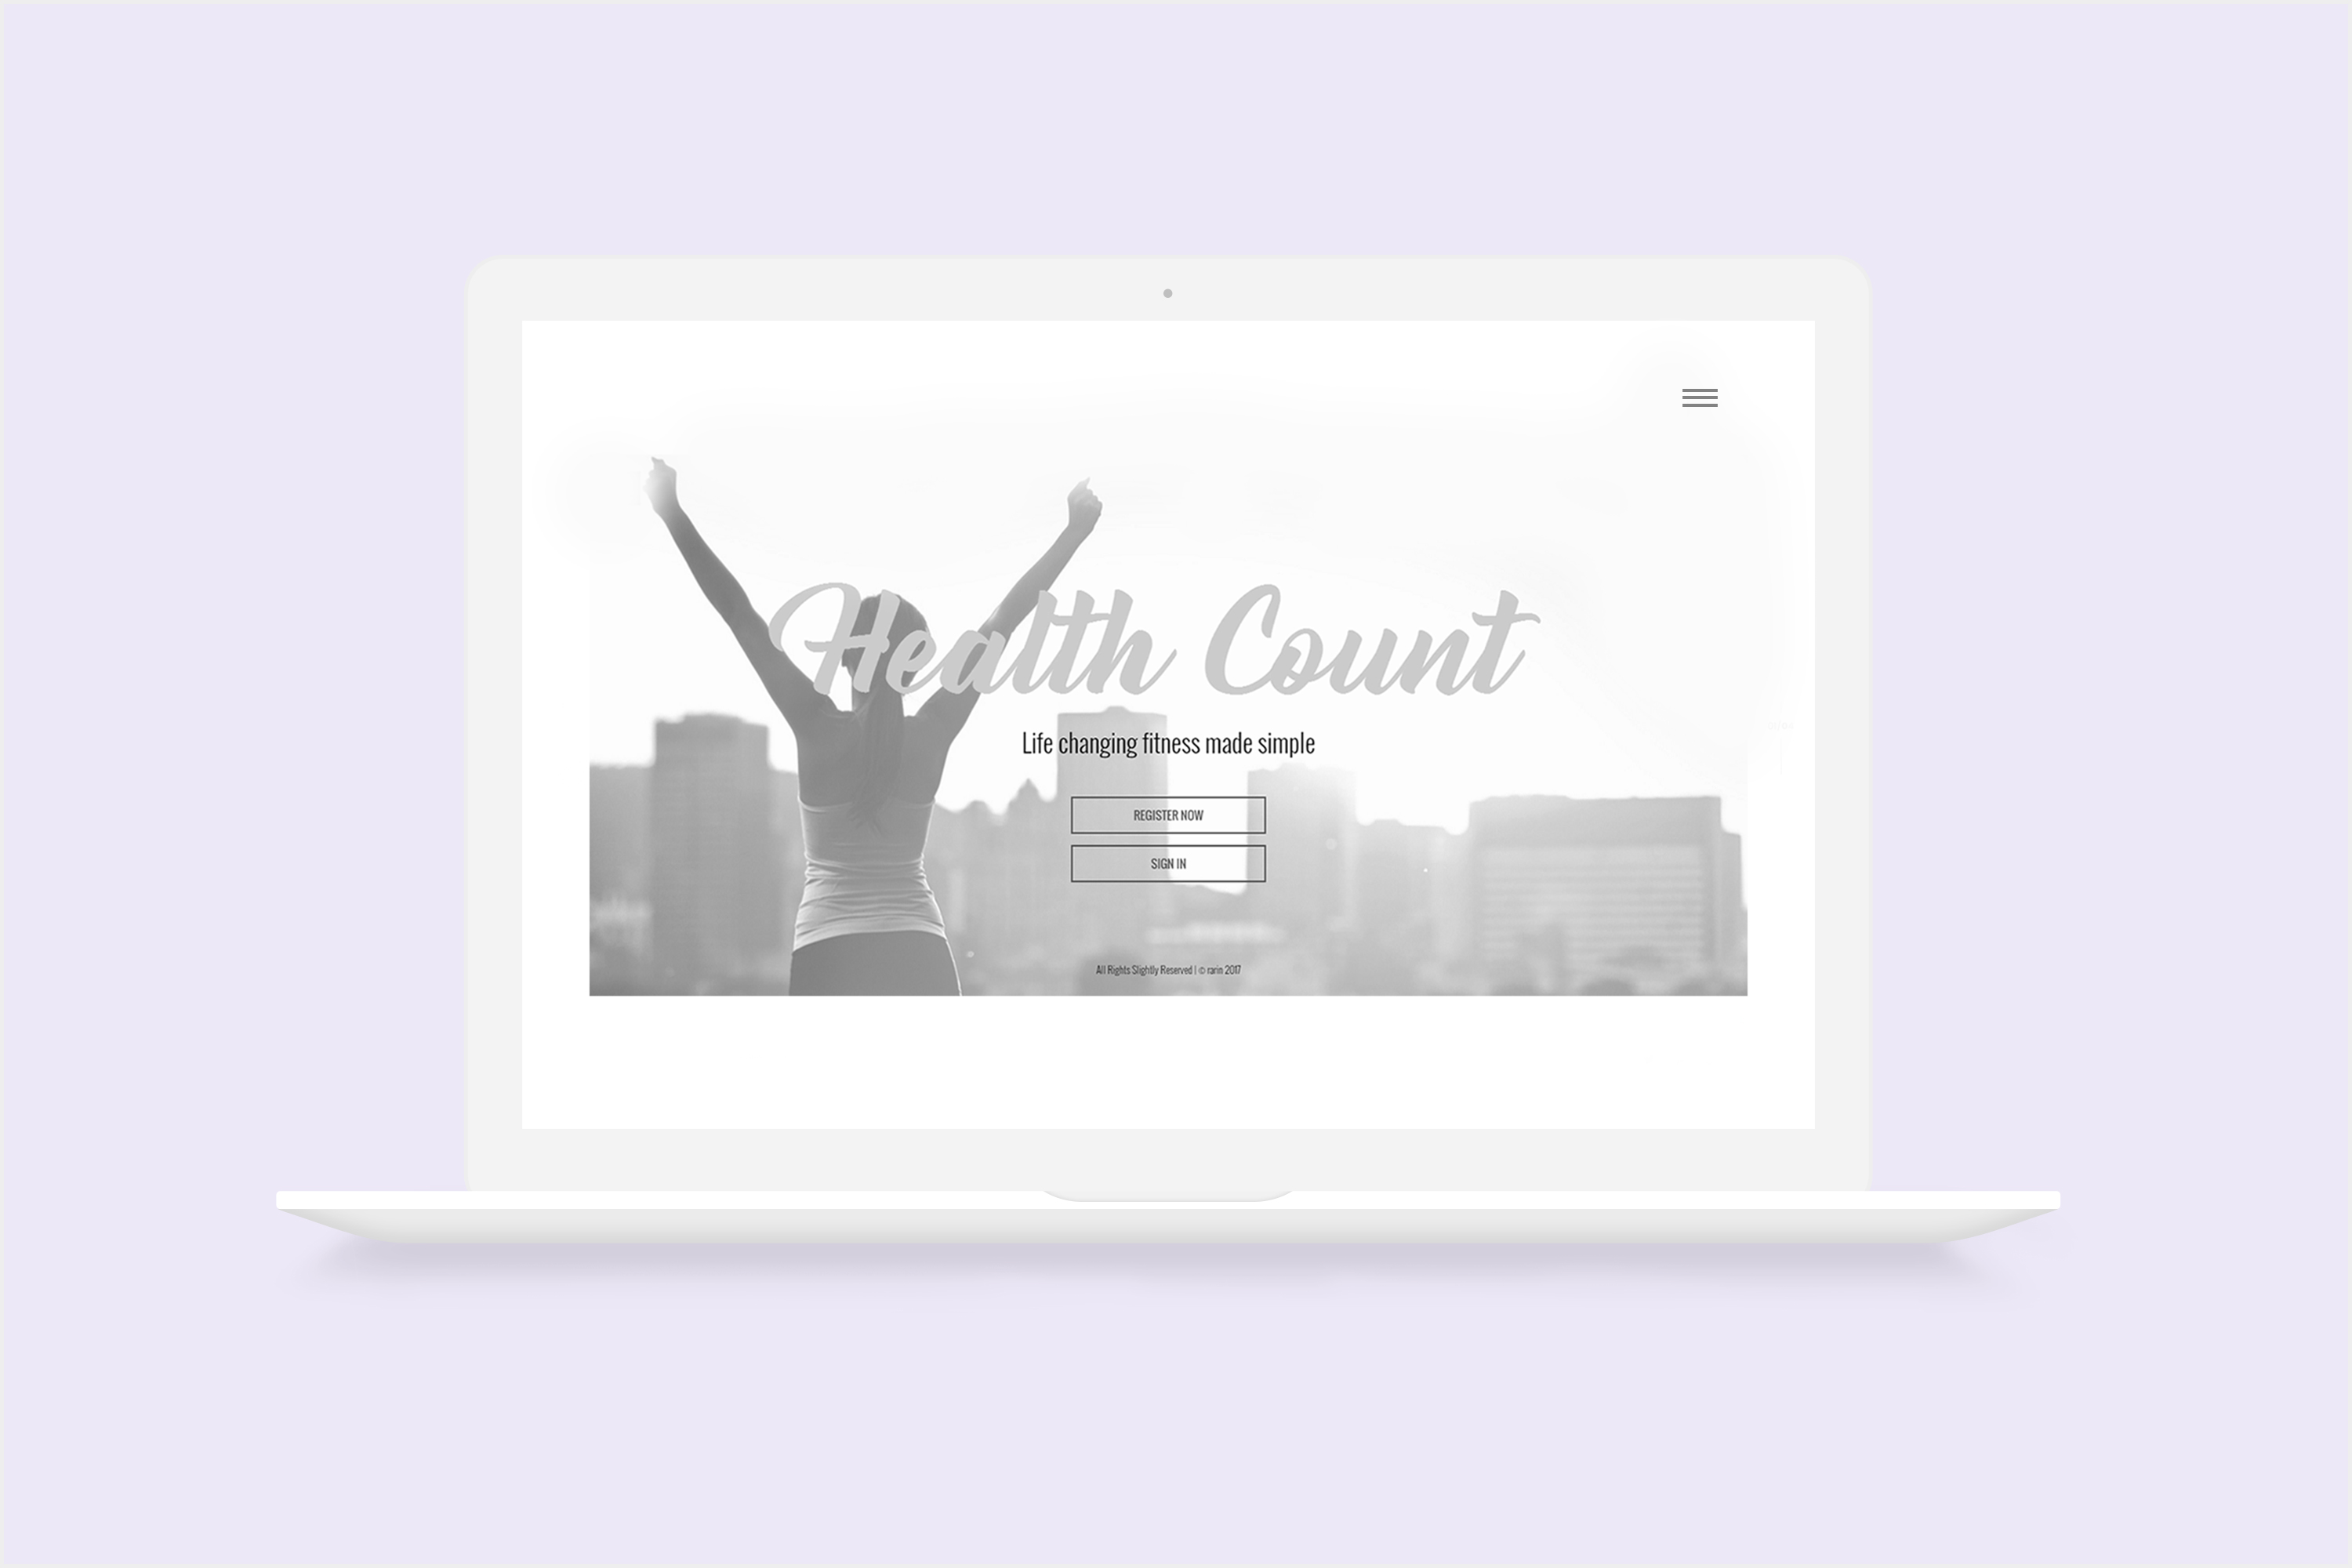 Health Count
Life changing fitness made simple
REGISTER NOW
SIGN IN
All Rights Slightly Reserved | © rarin 2017